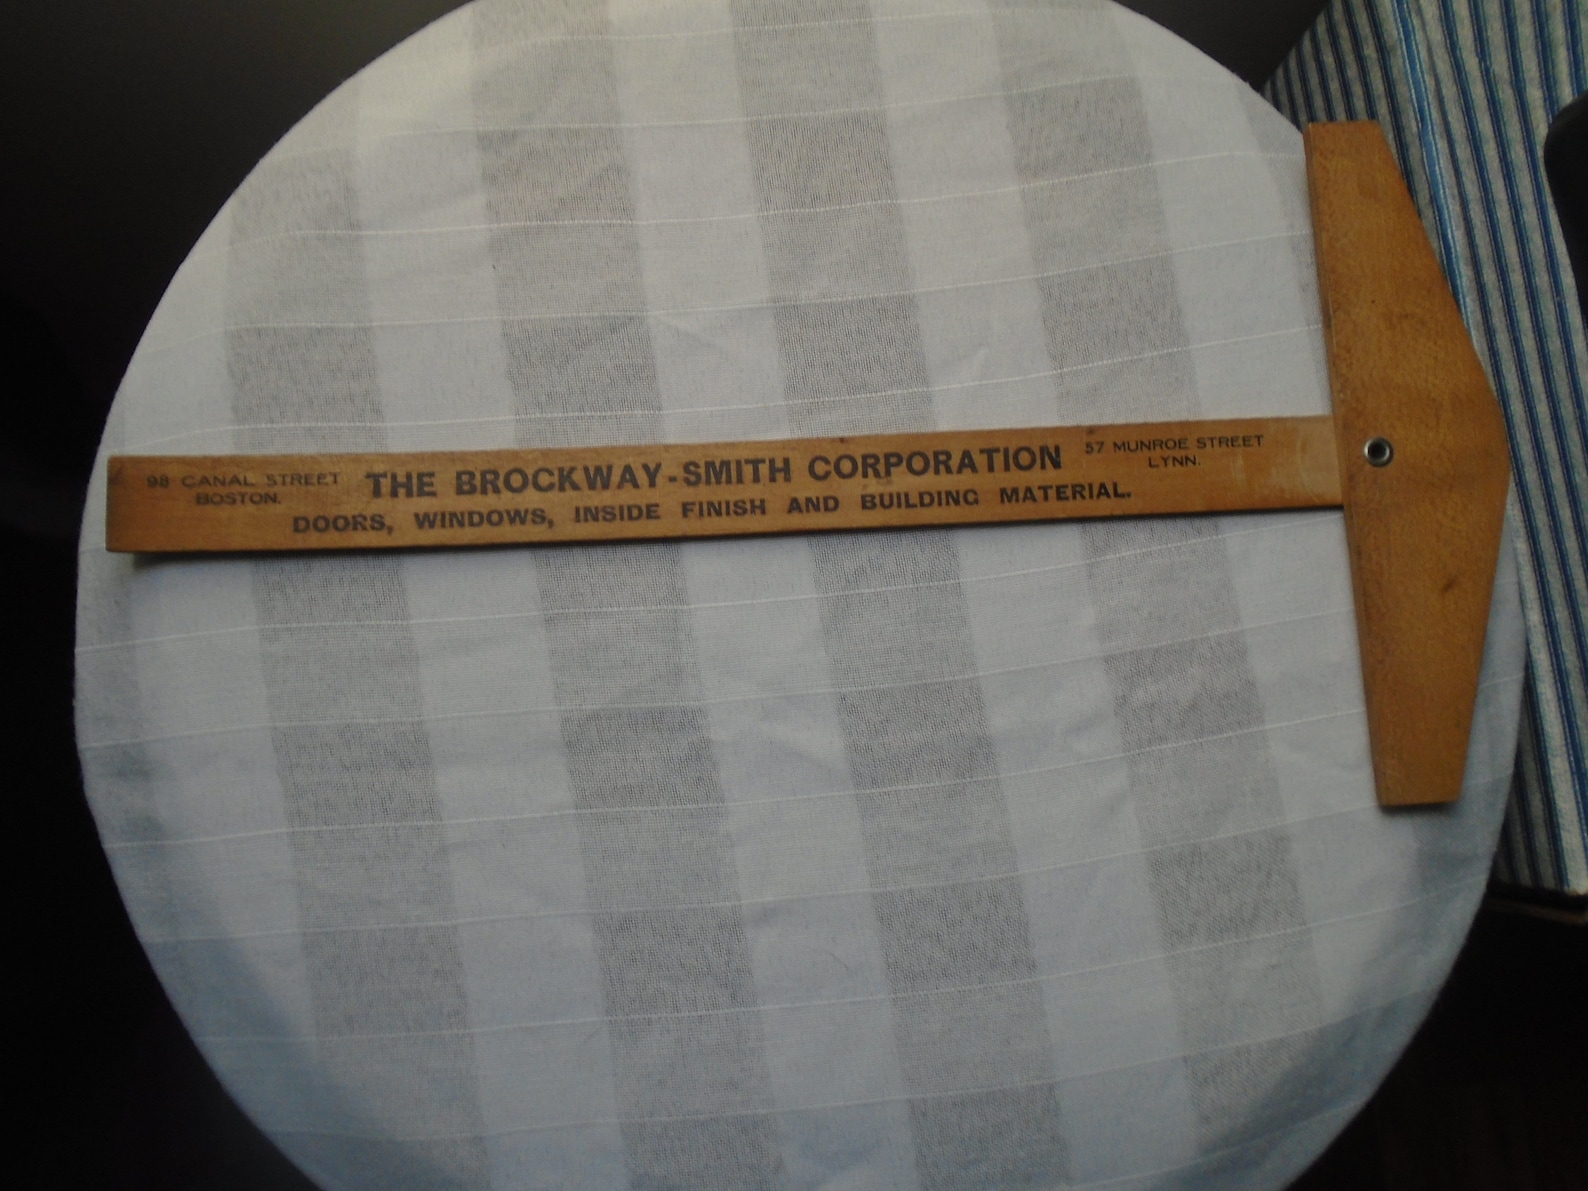 98 CANAL STREET
BOSTON.
THE BROCKWAY-SMITH CORPORATION
57 MUNROE STREET
LYNN.
DOORS, WINDOWS, INSIDE FINISH AND BUILDING MATERIAL.